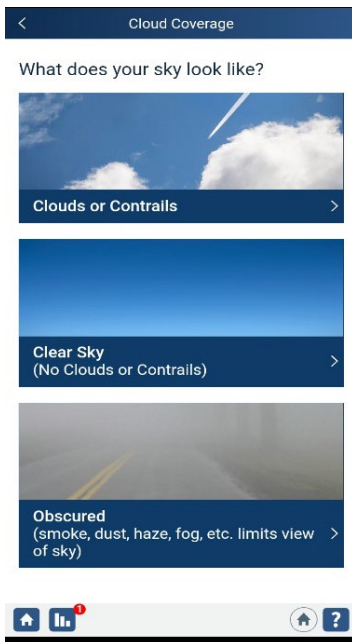 Cloud Coverage
What does your sky look like?
Clouds or Contrails
Clear Sky
(No Clouds or Contrails)
Obscured
(smoke, dust, haze, fog, etc. limits view
of sky)
1
?